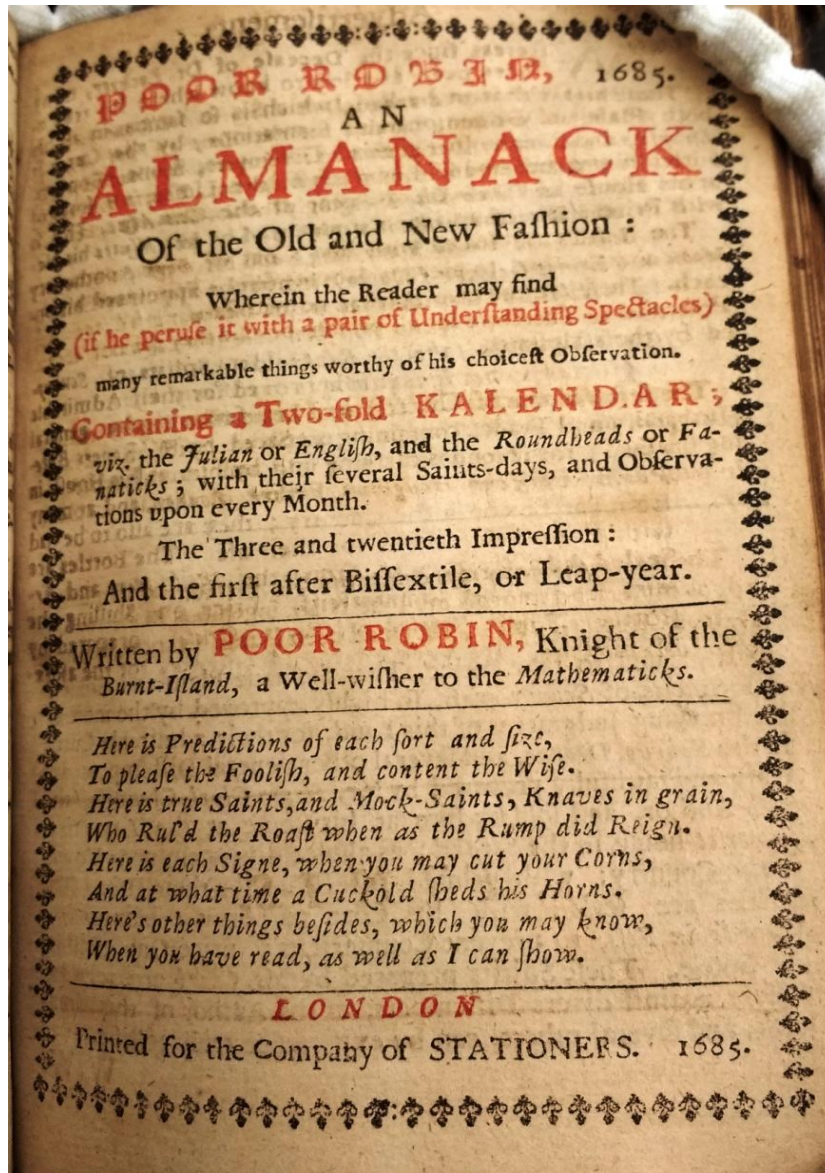 POOR ROBIN, 1685.
AN
ALMANACK
Of the Old and New Faſhion :
Wherein the Reader may find
(if he peruſe it with a pair of Underſtanding Spectacles)
many remarkable things worthy of his choiceſt Obſervation.
Containing a Two-fold KALENDAR;
viz. the Julian or Engliſh, and the Roundheads or Fa-
naticks; with their ſeveral Saints-days, and Obſerva-
tions upon every Month.
The Three and twentieth Impreſſion :
And the firſt after Biſſextile, or Leap-year.
Written by POOR ROBIN, Knight of the
Burnt-Iſland, a Well-wiſher to the Mathematicks.
Here is Predictions of each ſort and ſize,
To pleaſe the Fooliſh, and content the Wiſe.
Here is true Saints, and Mock-Saints, Knaves in grain,
Who Rul'd the Roaſt when as the Rump did Reign.
Here is each Signe, when you may cut your Corns,
And at what time a Cuckold ſheds his Horns.
Here's other things beſides, which you may know,
When you have read, as well as I can ſhow.
LONDON
Printed for the Company of STATIONERS. 1685.